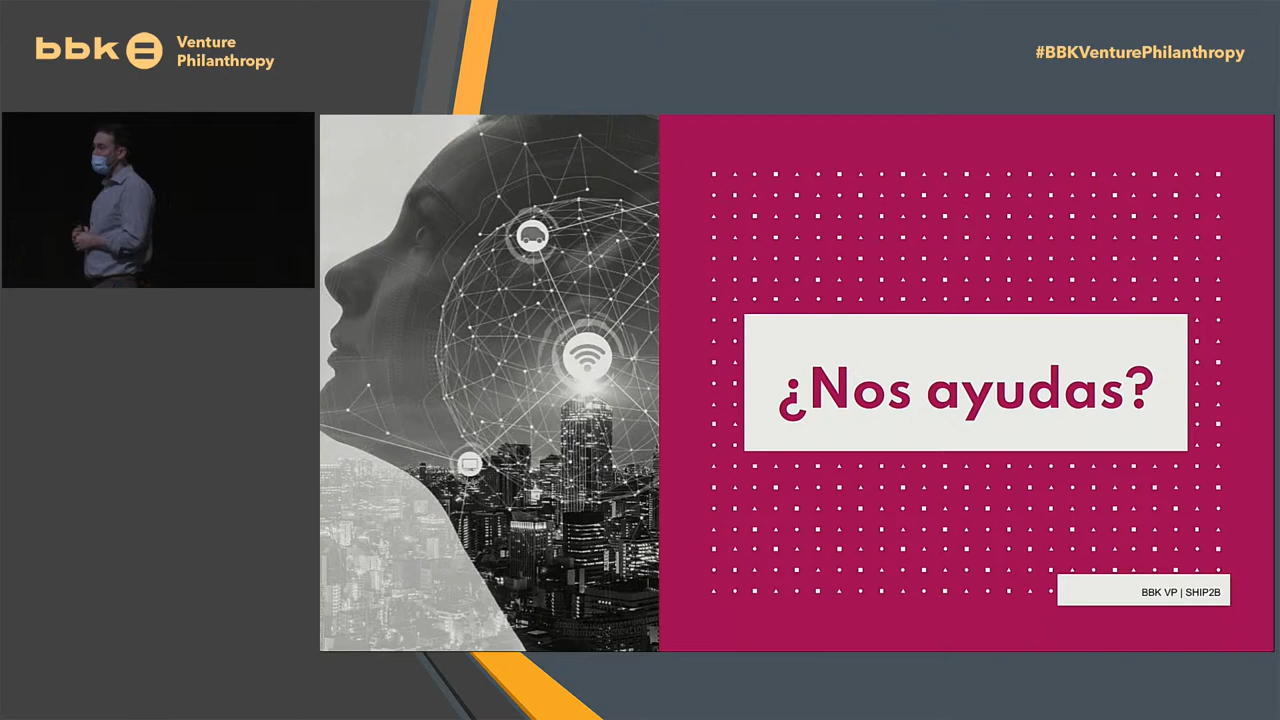 bbk
Venture
Philanthropy
#BBKVenturePhilanthropy
¿Nos ayudas?
BBK VP | SHIP2B